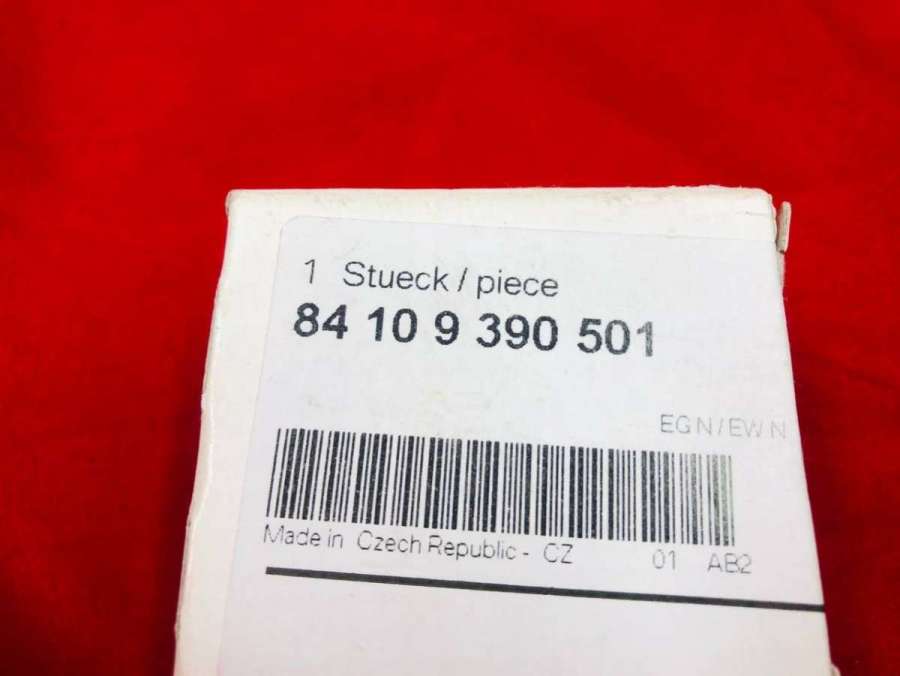 1 Stueck / piece
84 10 9 390 501
EG N / EW N
Made in Czech Republic - CZ 01 AB2